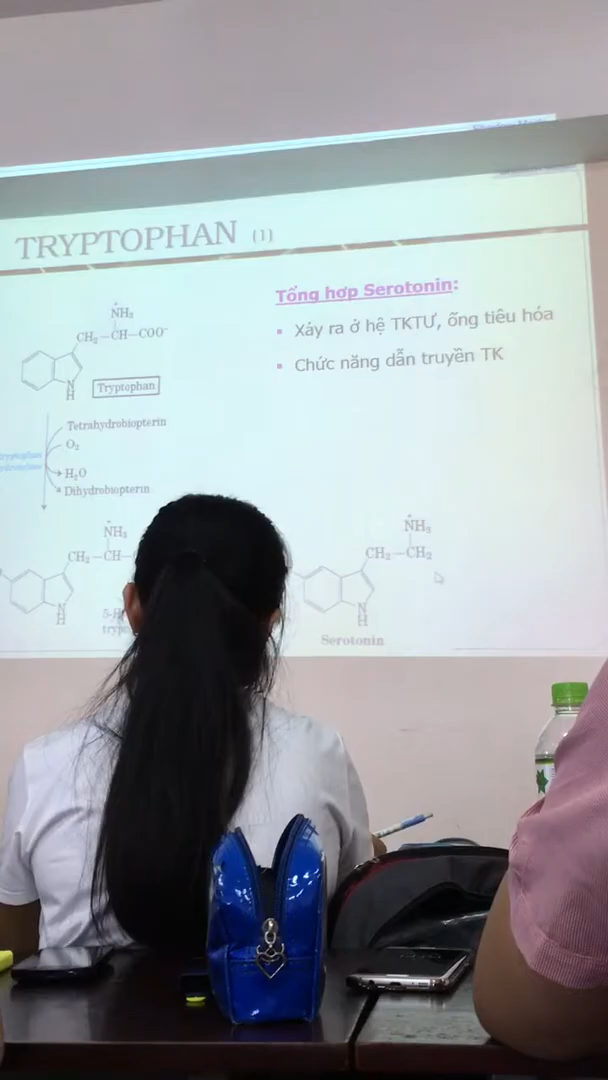 TRYPTOPHAN (1)
Tổng hợp Serotonin:
▪ Xảy ra ở hệ TKTƯ, ống tiêu hóa
▪ Chức năng dẫn truyền TK
NH₃
CH₂—CH—COO⁻
N
H
Tryptophan
Tetrahydrobiopterin
O₂
H₂O
Dihydrobiopterin
NH₃
CH₂—CH—
N
H
NH₃
CH₂—CH₂
N
H
Serotonin